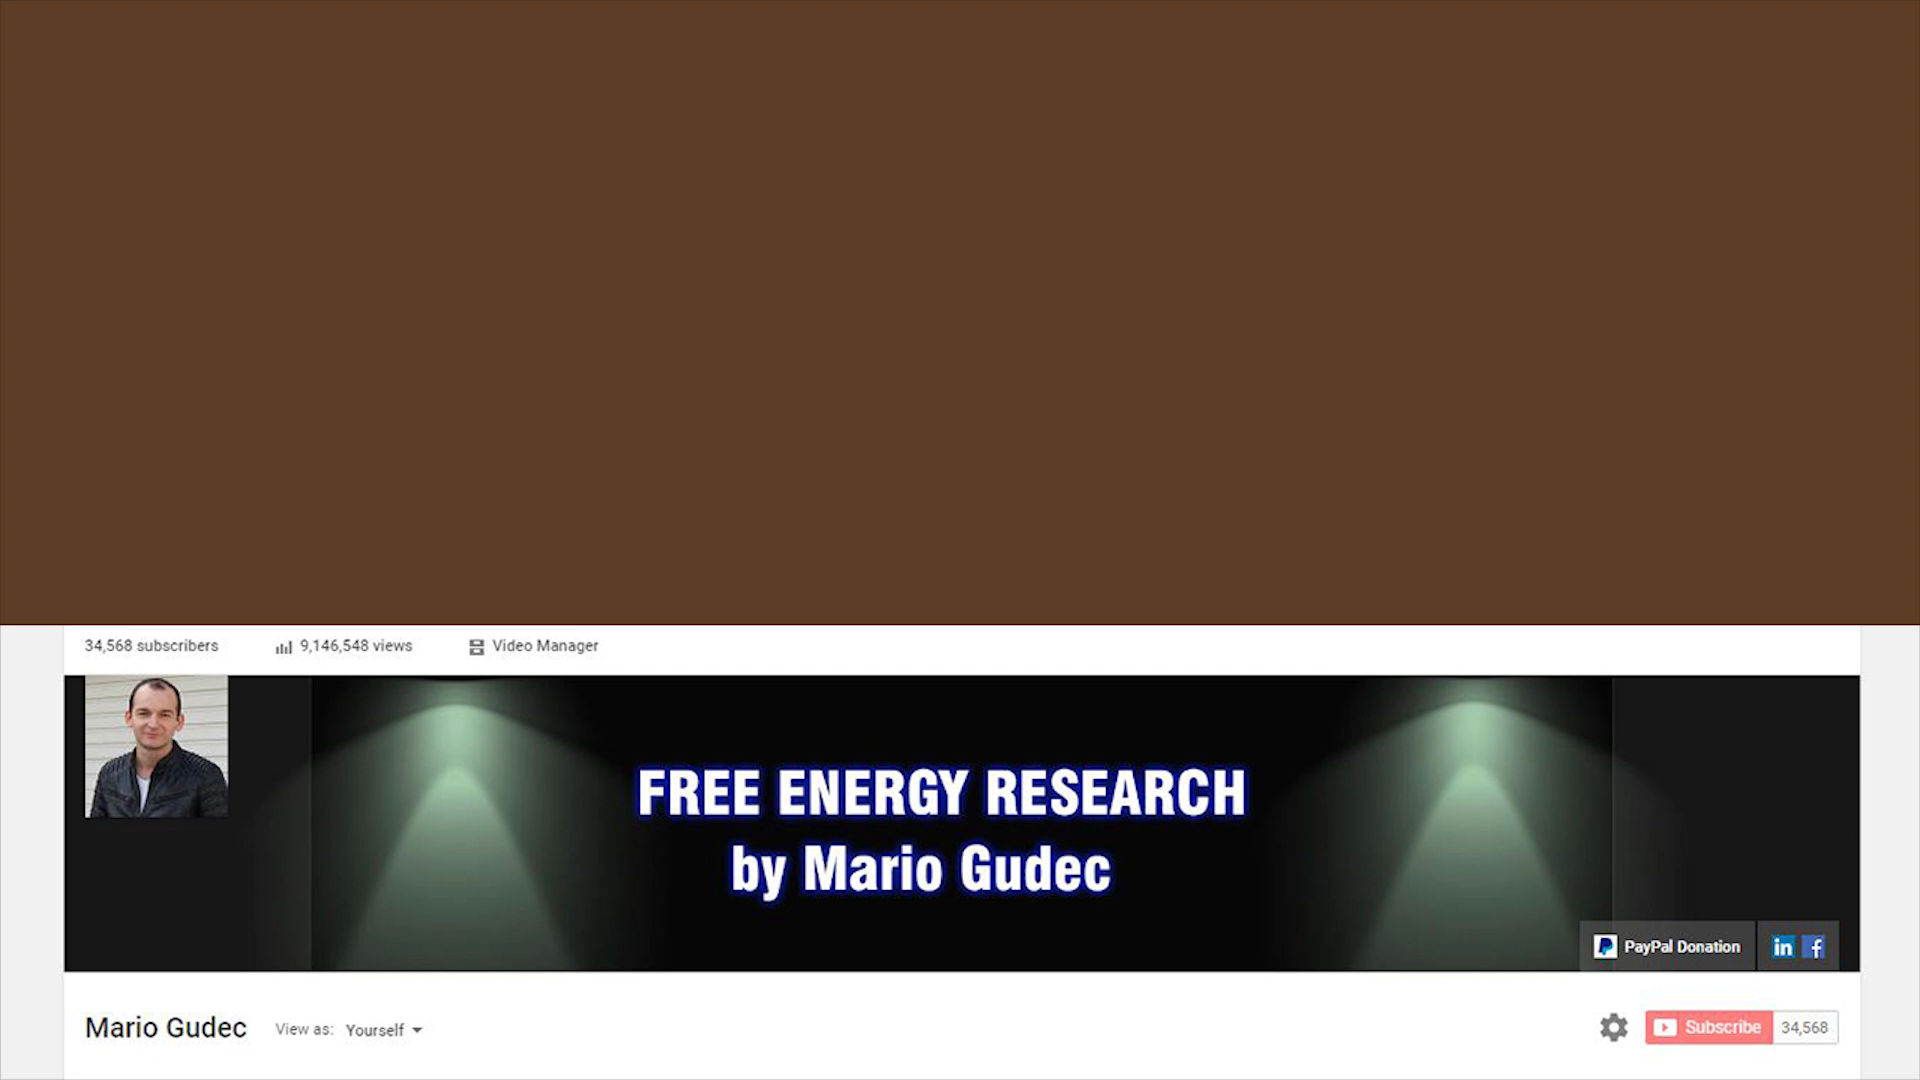 34,568 subscribers 9,146,548 views Video Manager
FREE ENERGY RESEARCH
by Mario Gudec
PayPal Donation in f
Mario Gudec View as: Yourself Subscribe 34,568